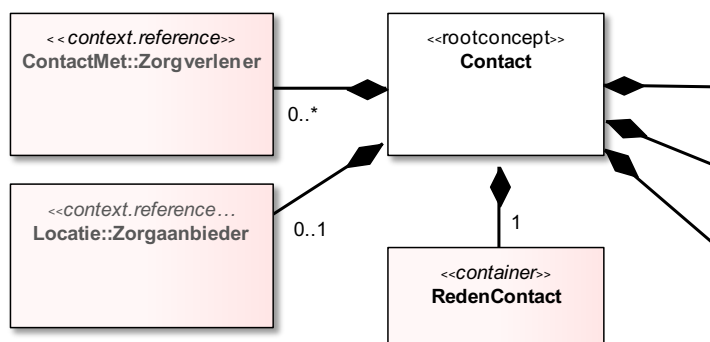 <<context.reference>>
ContactMet::Zorgverlener
0..*
<<rootconcept>>
Contact
<<context.reference…
Locatie::Zorgaanbieder
0..1
1
<<container>>
RedenContact